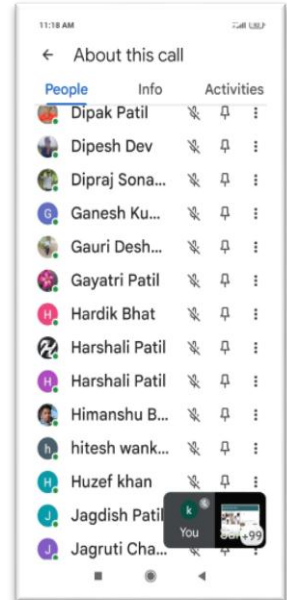 11:18 AM
About this call
People Info Activities
Dipak Patil
Dipesh Dev
Dipraj Sona...
G Ganesh Ku...
Gauri Desh...
Gayatri Patil
H Hardik Bhat
H Harshali Patil
H Harshali Patil
Himanshu B...
h hitesh wank...
H Huzef khan
J Jagdish Patil
J Jagruti Cha...
k
You
+99